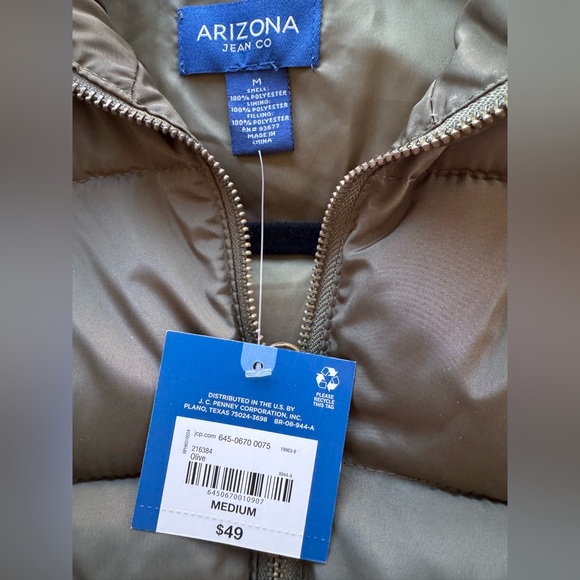 ARIZONA
JEAN CO
M
SHELL:
100% POLYESTER
LINING:
100% POLYESTER
FILLING:
100% POLYESTER
RN# 93677
MADE IN
CHINA
DISTRIBUTED IN THE U.S. BY
J. C. PENNEY CORPORATION, INC.
PLANO, TEXAS 75024-3698 BR-08-944-A
PLEASE
RECYCLE
THIS TAG
jcp.com 645-0670 0075
216384
Olive
6450670010907
MEDIUM
$49